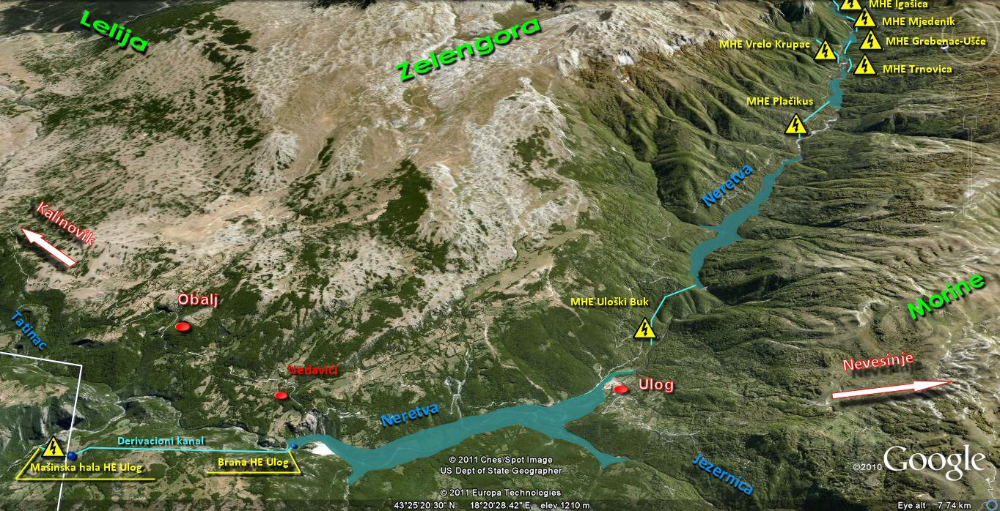 MHE Igašica
Lelija
MHE Mjedenik
Zelengora
MHE Grebenac-Ušće
MHE Vrelo Krupac
MHE Trnovica
MHE Plačikus
Neretva
Kalinovik
Morine
Obalj
MHE Uloški Buk
Tatinac
Nevesinje
Nedavići
Ulog
Neretva
Derivacioni kanal
Mašinska hala HE Ulog
Brana HE Ulog
Jezernica
© 2011 Cnes/Spot Image
US Dept of State Geographer
©2010 Google
© 2011 Europa Technologies
43°25'20.30" N 18°20'28.42" E elev 1210 m
Eye alt 7.74 km